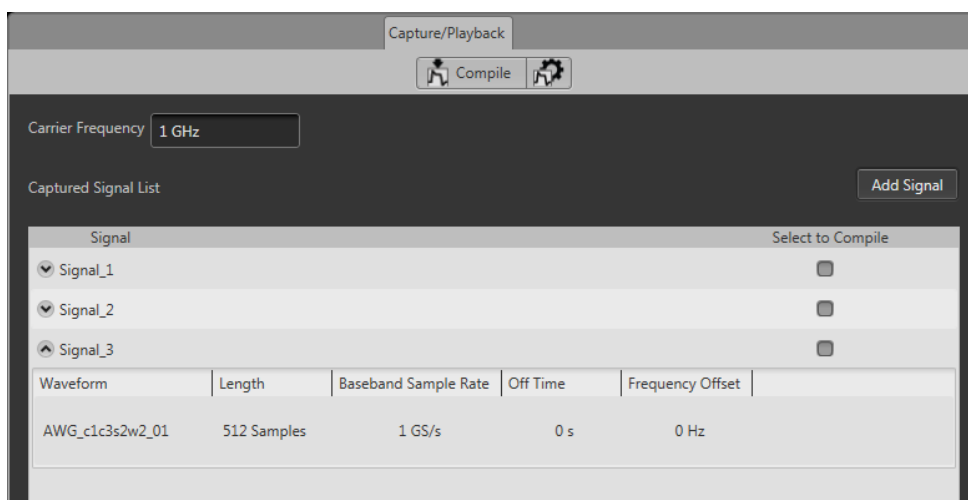 Capture/Playback
Compile
Carrier Frequency 1 GHz
Captured Signal List Add Signal
Signal Select to Compile
Signal_1
Signal_2
Signal_3
Waveform Length Baseband Sample Rate Off Time Frequency Offset
AWG_c1c3s2w2_01 512 Samples 1 GS/s 0 s 0 Hz